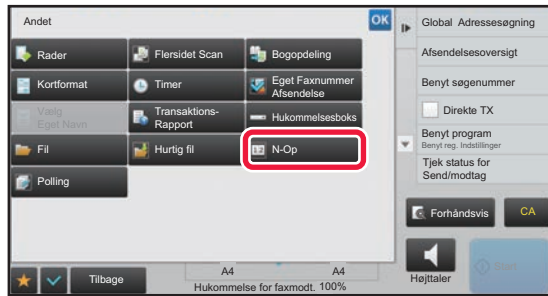 Andet
OK
Rader
Flersidet Scan
Bogopdeling
Kortformat
Timer
Eget Faxnummer
Afsendelse
Vælg
Eget Navn
Transaktions-
Rapport
Hukommelsesboks
Fil
Hurtig fil
N-Op
Polling
Tilbage
A4
A4
Hukommelse for faxmodt. 100%
Global Adressesøgning
Afsendelsesoversigt
Benyt søgenummer
Direkte TX
Benyt program
Benyt reg. Indstillinger
Tjek status for
Send/modtag
Forhåndsvis
CA
Højttaler
Start